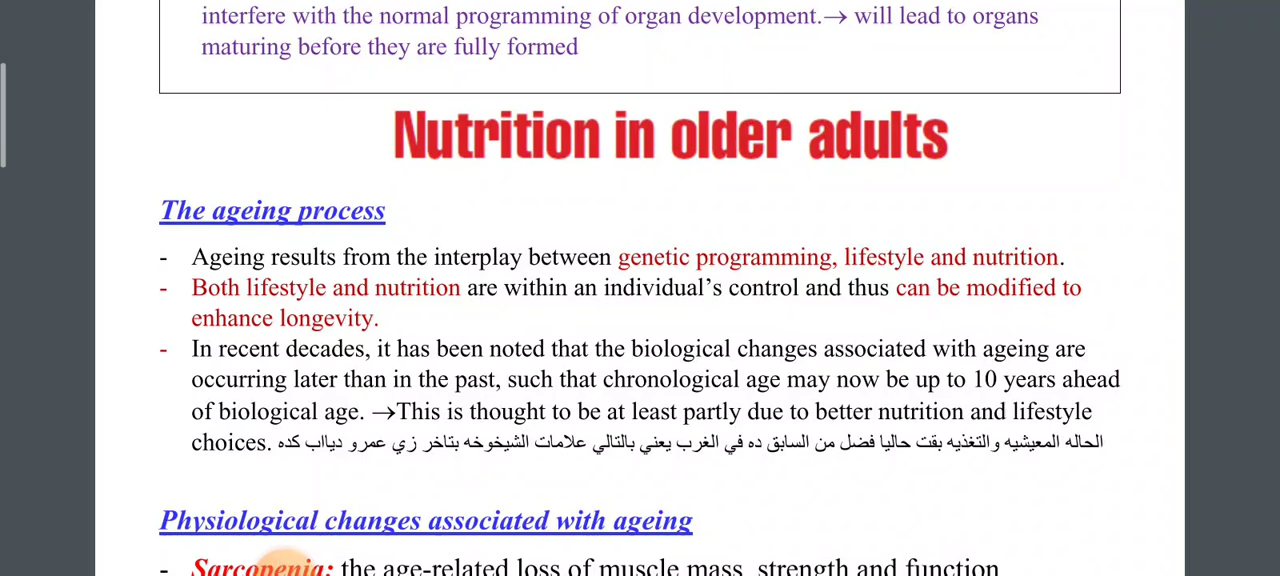 interfere with the normal programming of organ development.→ will lead to organs
maturing before they are fully formed
Nutrition in older adults
The ageing process
- Ageing results from the interplay between genetic programming, lifestyle and nutrition.
- Both lifestyle and nutrition are within an individual’s control and thus can be modified to
enhance longevity.
- In recent decades, it has been noted that the biological changes associated with ageing are
occurring later than in the past, such that chronological age may now be up to 10 years ahead
of biological age. →This is thought to be at least partly due to better nutrition and lifestyle
choices. الحاله المعيشيه والتغذيه بقت حاليا فضل من السابق ده في الغرب يعني بالتالي علامات الشيخوخه بتاخر زي عمرو ديااب كده
Physiological changes associated with ageing
- Sarcopenia: the age-related loss of muscle mass, strength and function